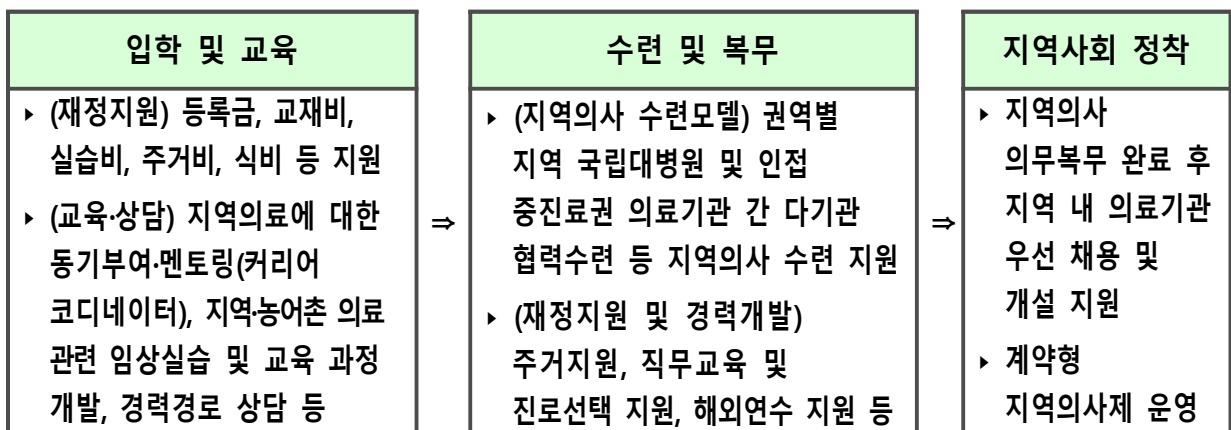 입학 및 교육
▸ (재정지원) 등록금, 교재비,
실습비, 주거비, 식비 등 지원
▸ (교육·상담) 지역의료에 대한
동기부여·멘토링(커리어
코디네이터), 지역·농어촌 의료
관련 임상실습 및 교육 과정
개발, 경력경로 상담 등
⇒
수련 및 복무
▸ (지역의사 수련모델) 권역별
지역 국립대병원 및 인접
중진료권 의료기관 간 다기관
협력수련 등 지역의사 수련 지원
▸ (재정지원 및 경력개발)
주거지원, 직무교육 및
진로선택 지원, 해외연수 지원 등
⇒
지역사회 정착
▸ 지역의사
의무복무 완료 후
지역 내 의료기관
우선 채용 및
개설 지원
▸ 계약형
지역의사제 운영